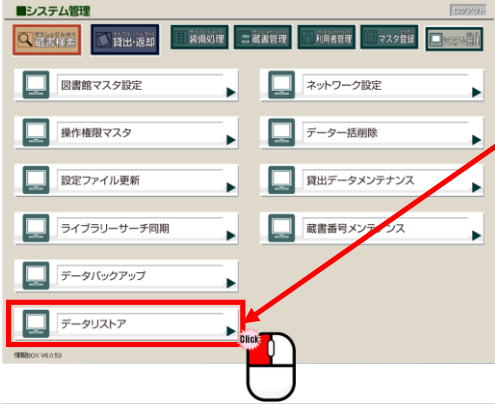 ■システム管理
ログアウト
蔵書検索
貸出・返却
装備処理
蔵書管理
利用者管理
マスタ登録
図書館マスタ設定
ネットワーク設定
操作権限マスタ
データ一括削除
設定ファイル更新
貸出データメンテナンス
ライブラリーサーチ同期
蔵書番号メンテナンス
データバックアップ
データリストア
Click
情報BOX V6.0.53